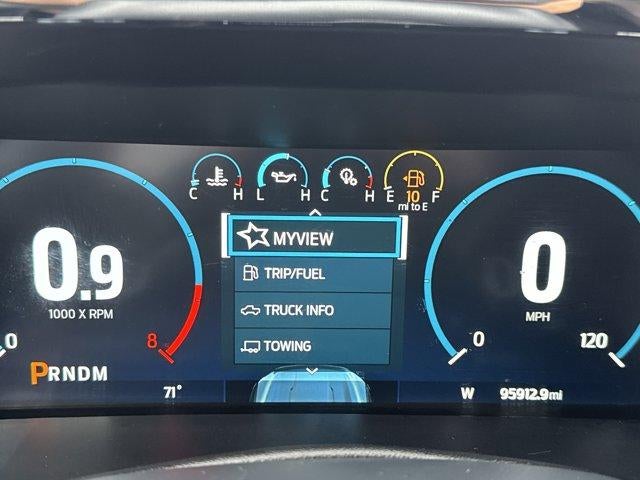 C H L H C H E 10 F
mi to E
MYVIEW
TRIP/FUEL
TRUCK INFO
TOWING
0.9
1000 X RPM
0 8
PRNDM
71°
0
MPH
0 120
W 95912.9mi